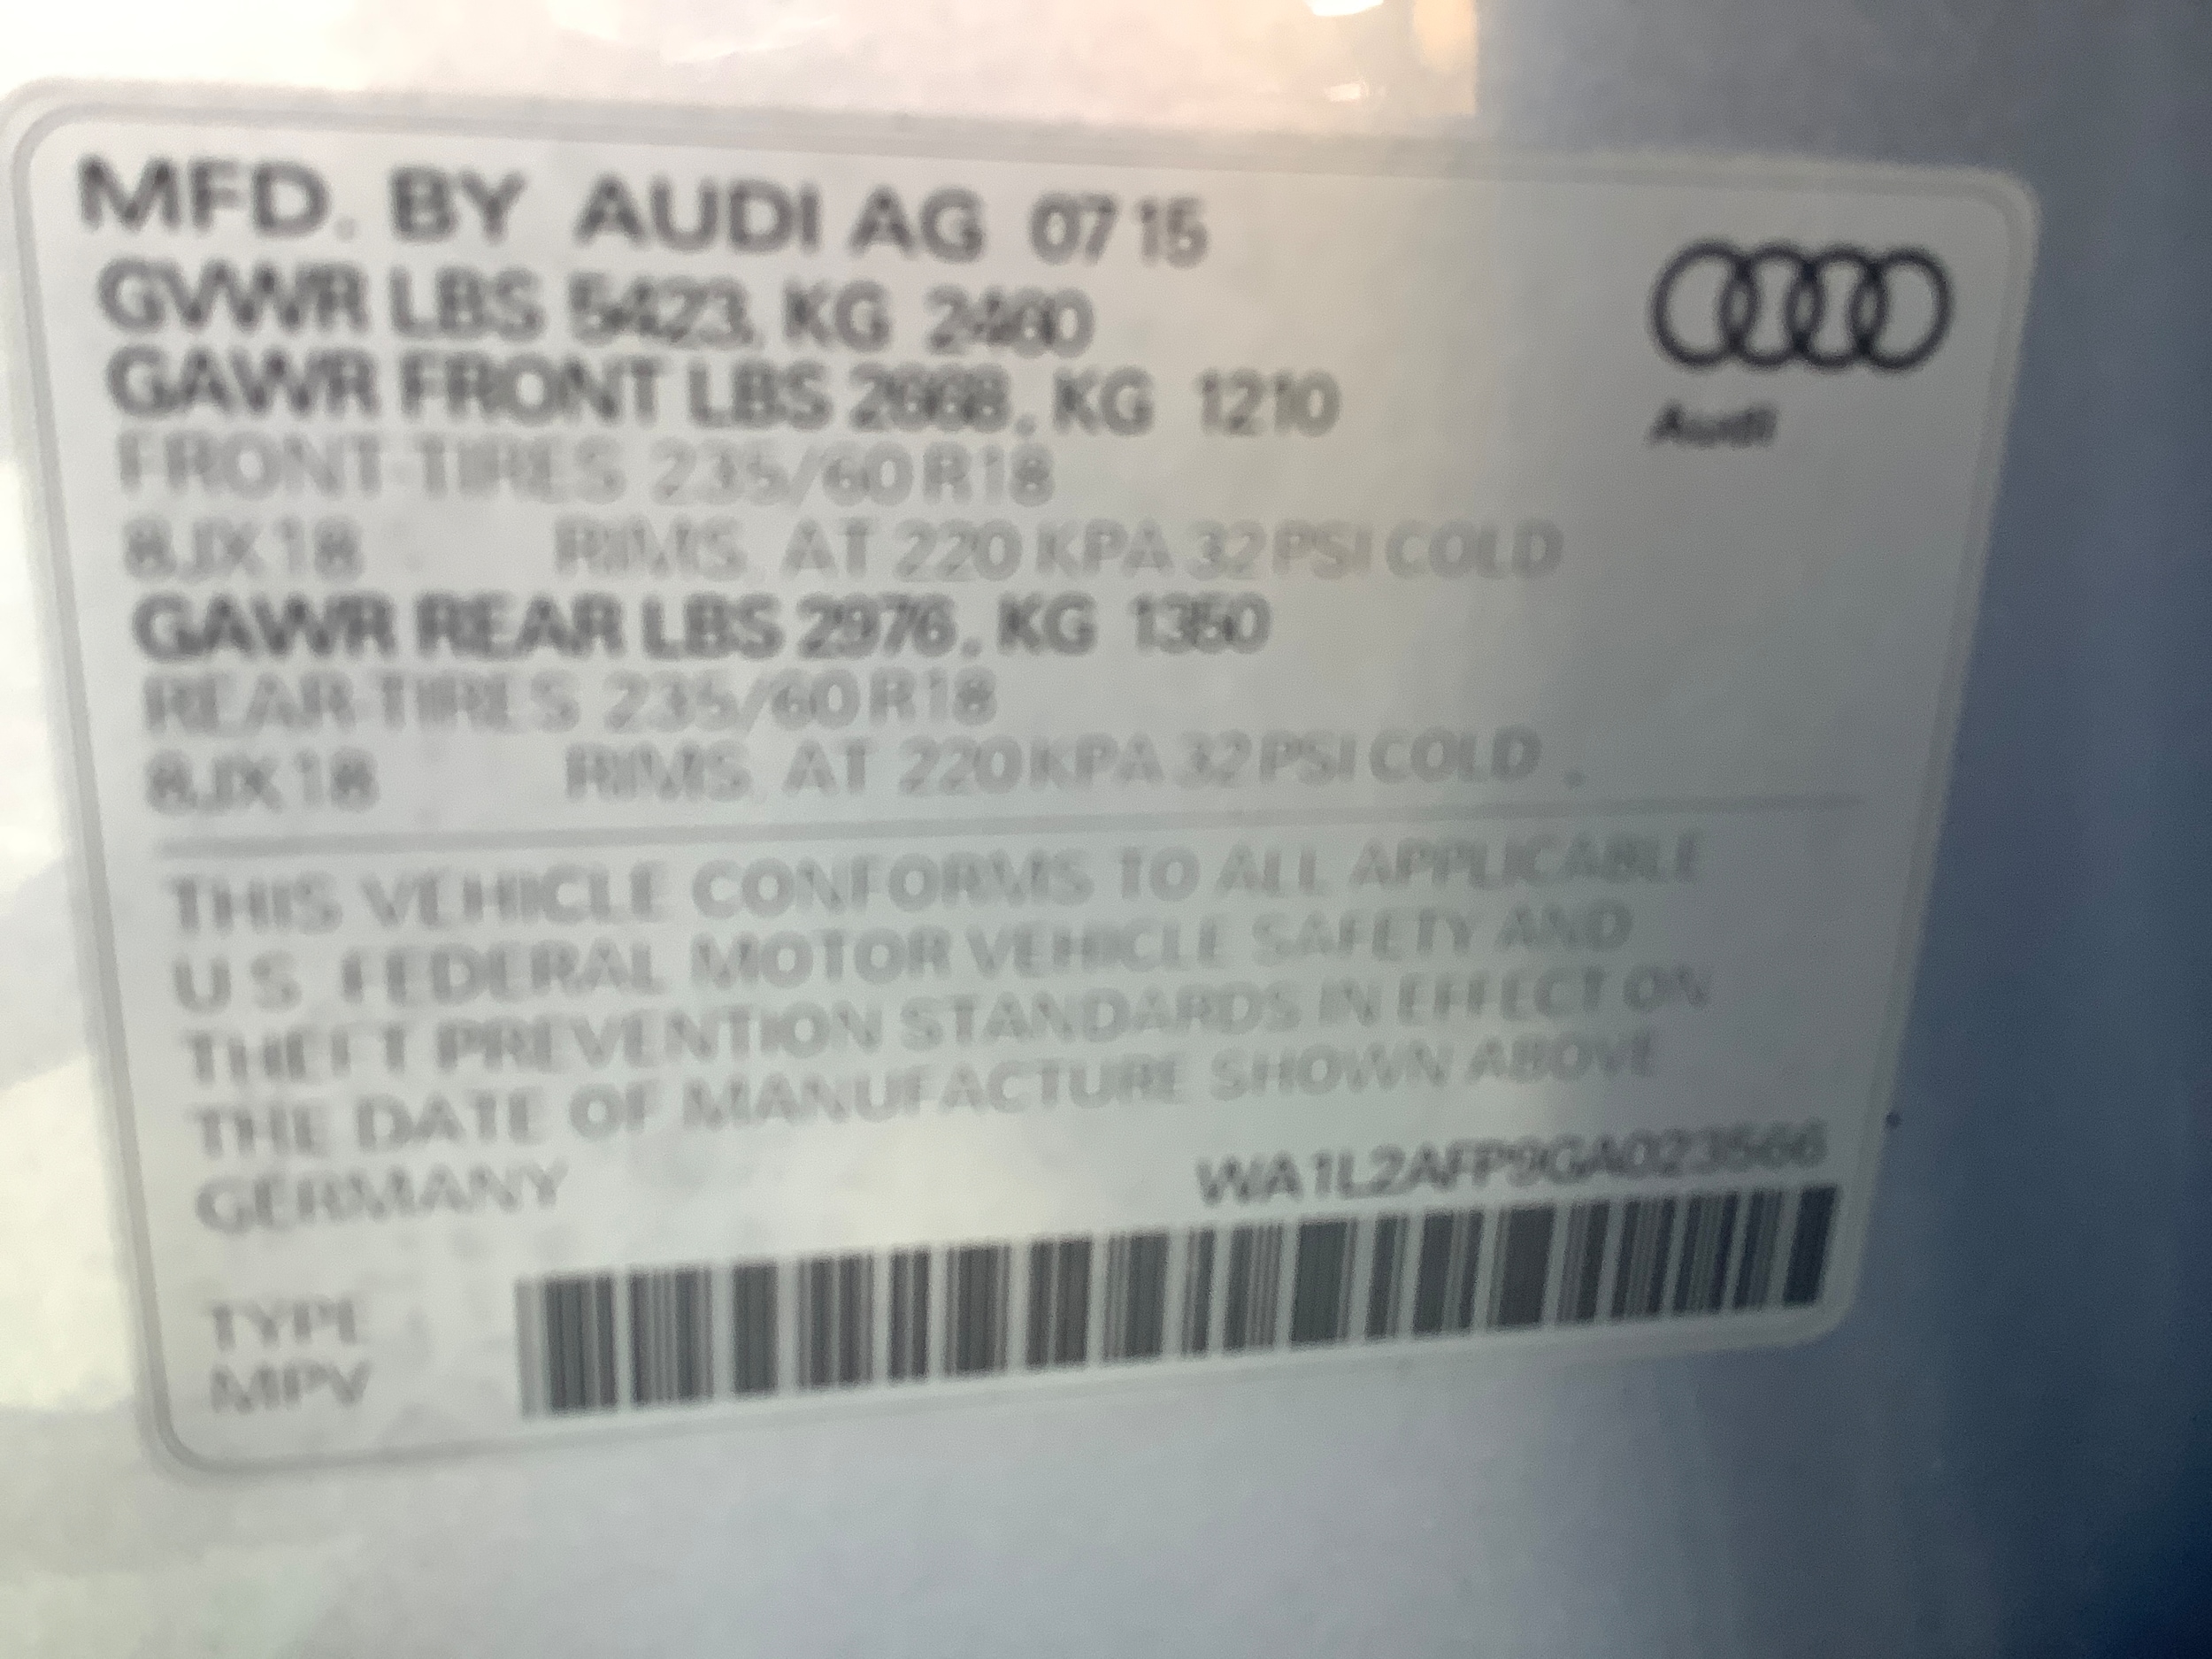 MFD. BY AUDI AG 07 15
GVWR LBS 5423, KG 2460
GAWR FRONT LBS 2668, KG 1210
FRONT TIRES 235/60 R18
8JX18 RIMS, AT 220 KPA 32 PSI COLD
GAWR REAR LBS 2976, KG 1350
REAR TIRES 235/60 R18
8JX18 RIMS, AT 220 KPA 32 PSI COLD .
Audi
THIS VEHICLE CONFORMS TO ALL APPLICABLE
U S FEDERAL MOTOR VEHICLE SAFETY AND
THEFT PREVENTION STANDARDS IN EFFECT ON
THE DATE OF MANUFACTURE SHOWN ABOVE
GERMANY WA1L2AFP9GA023566
TYPE
MPV